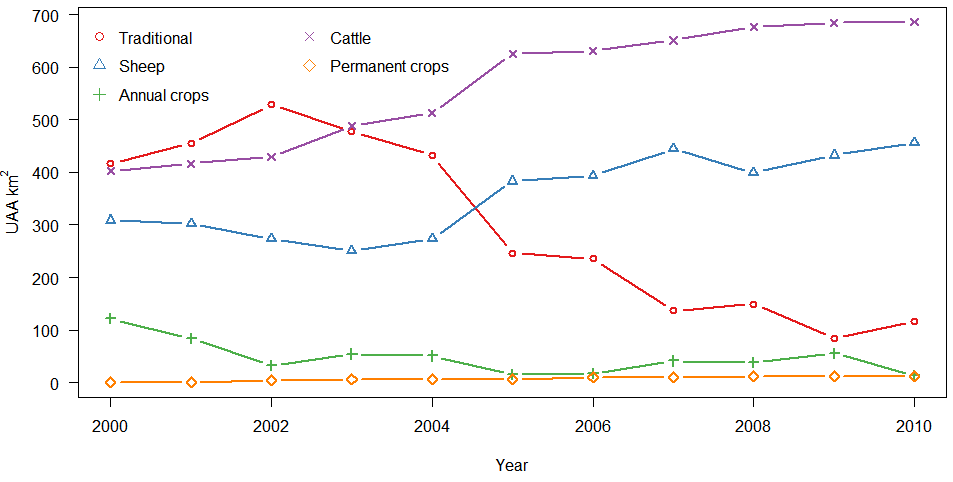 700
600
500
400
300
200
100
0
UAA km²
Traditional
Sheep
Annual crops
Cattle
Permanent crops
2000 2002 2004 2006 2008 2010
Year